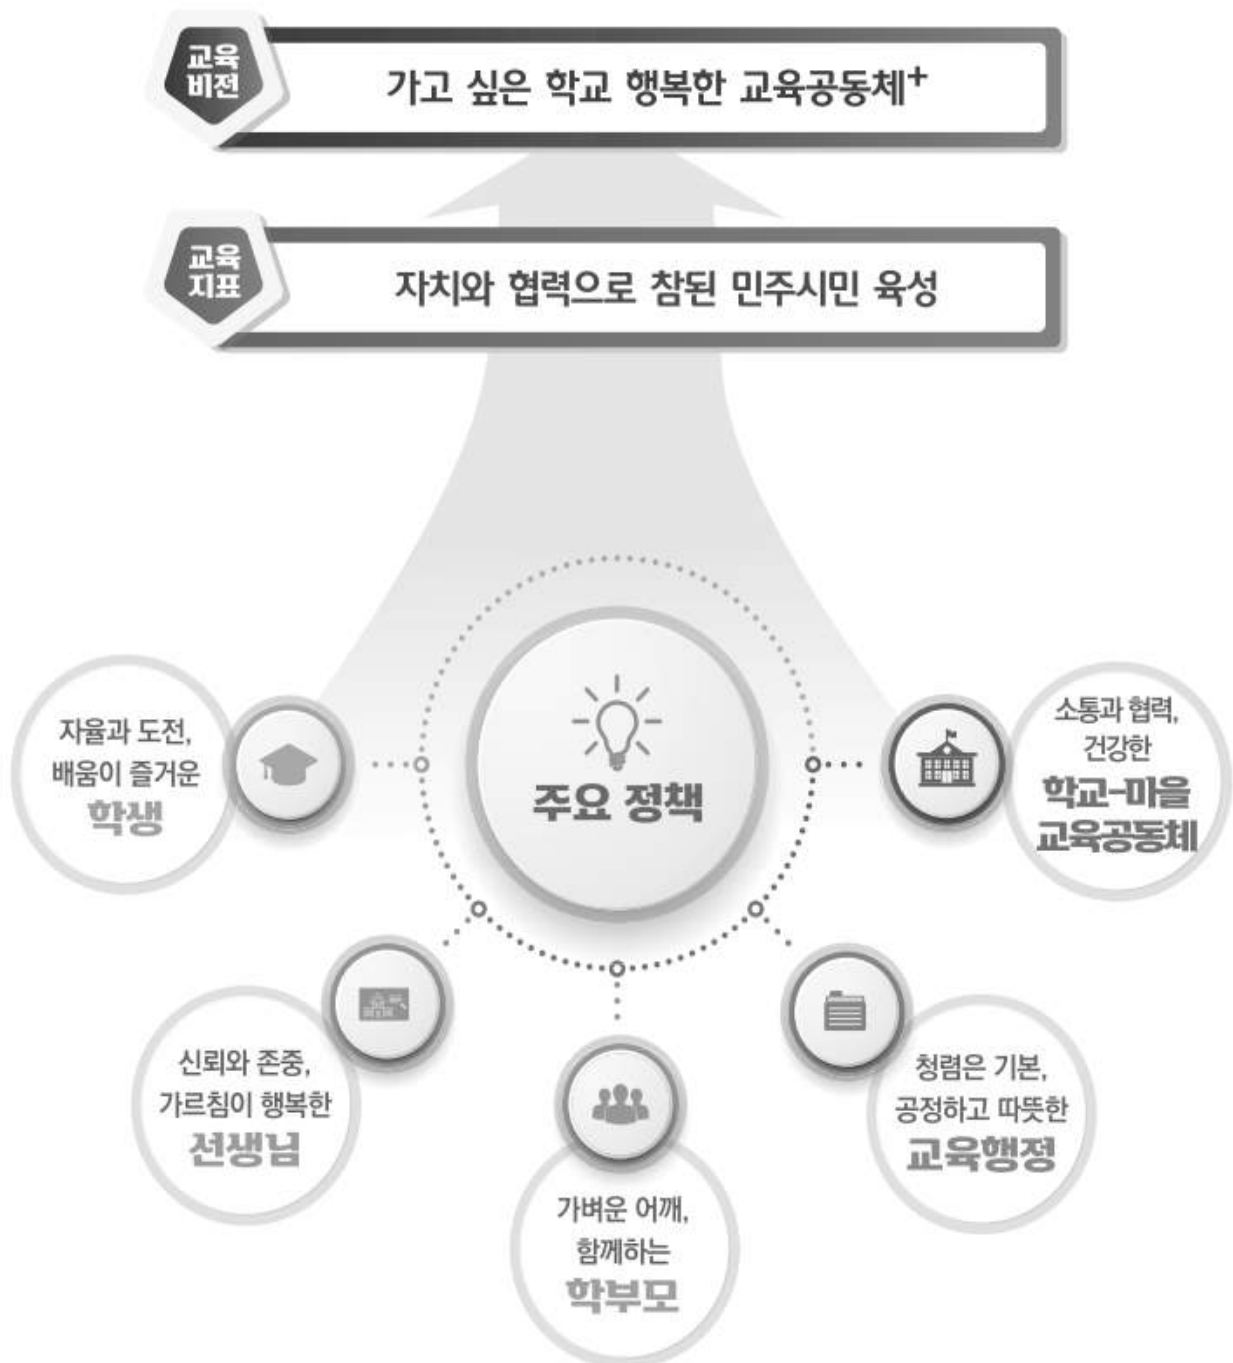 교육
비전
가고 싶은 학교 행복한 교육공동체+
교육
지표
자치와 협력으로 참된 민주시민 육성
주요 정책
자율과 도전,
배움이 즐거운
학생
신뢰와 존중,
가르침이 행복한
선생님
가벼운 어깨,
함께하는
학부모
청렴은 기본,
공정하고 따뜻한
교육행정
소통과 협력,
건강한
학교-마을
교육공동체